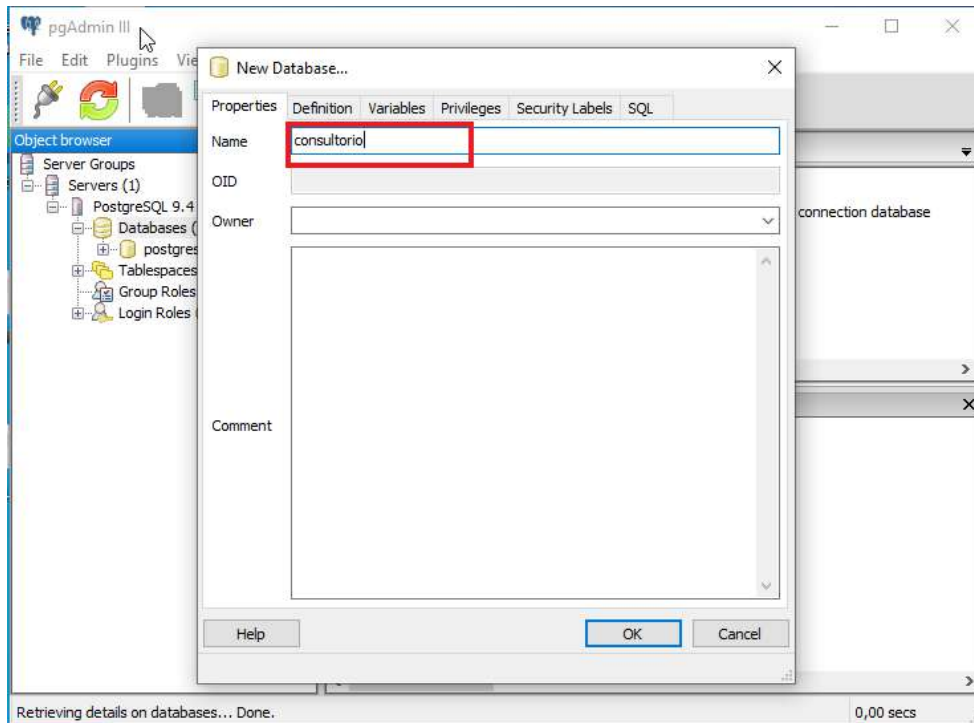 pgAdmin III
File Edit Plugins Vie
New Database...
Properties Definition Variables Privileges Security Labels SQL
Object browser
Server Groups
Servers (1)
PostgreSQL 9.4
Databases (
postgres
Tablespaces
Group Roles
Login Roles (
Name consultorio
OID
Owner
Comment
connection database
Help OK Cancel
Retrieving details on databases... Done. 0,00 secs